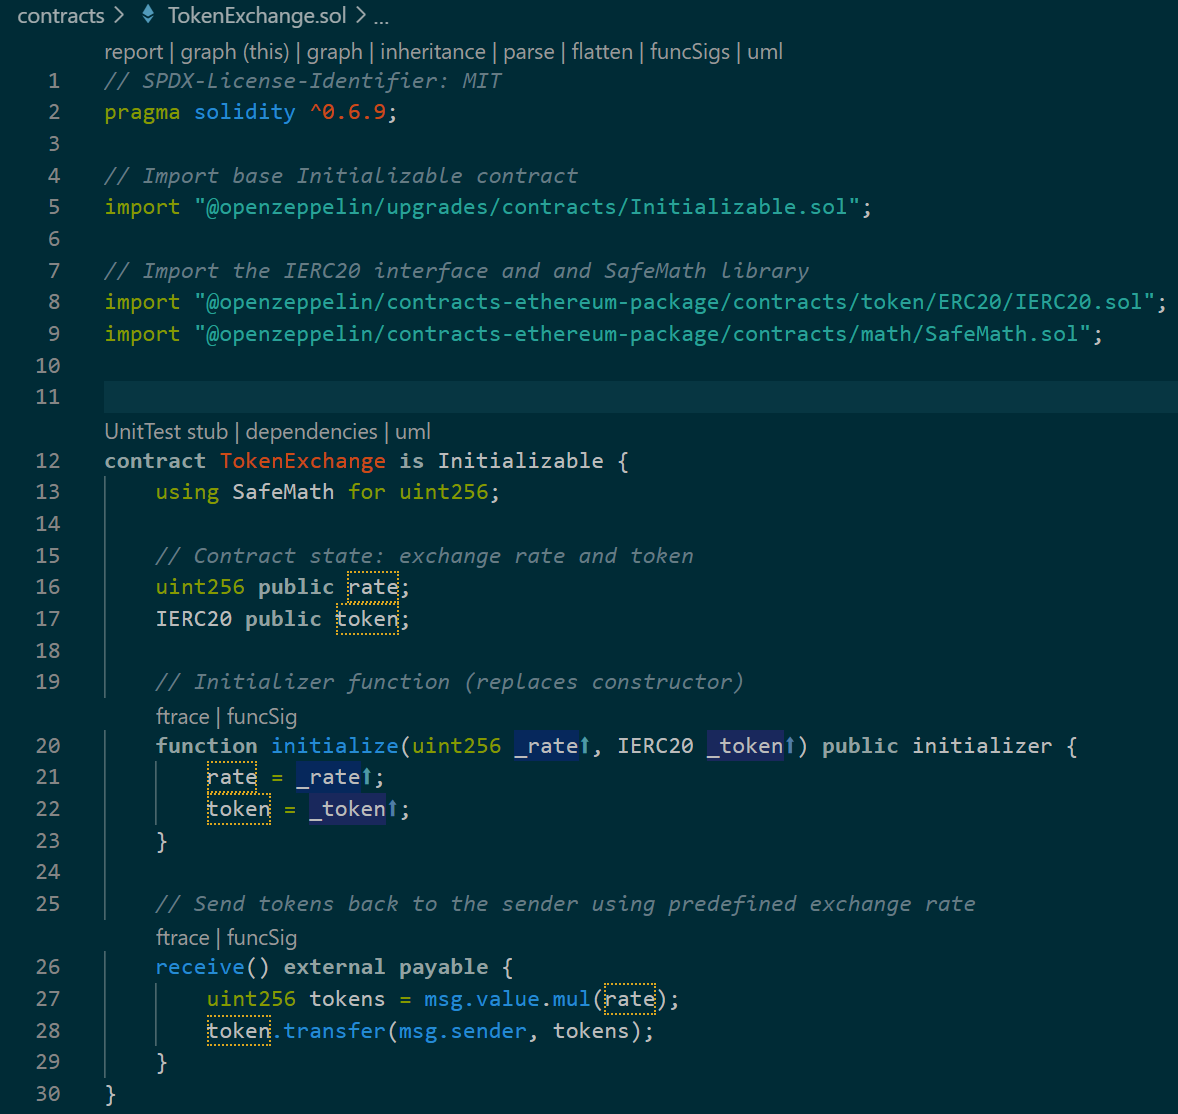 contracts > TokenExchange.sol > ...
report | graph (this) | graph | inheritance | parse | flatten | funcSigs | uml
1 // SPDX-License-Identifier: MIT
2 pragma solidity ^0.6.9;
3
4 // Import base Initializable contract
5 import "@openzeppelin/upgrades/contracts/Initializable.sol";
6
7 // Import the IERC20 interface and and SafeMath library
8 import "@openzeppelin/contracts-ethereum-package/contracts/token/ERC20/IERC20.sol";
9 import "@openzeppelin/contracts-ethereum-package/contracts/math/SafeMath.sol";
10
11
UnitTest stub | dependencies | uml
12 contract TokenExchange is Initializable {
13 using SafeMath for uint256;
14
15 // Contract state: exchange rate and token
16 uint256 public rate;
17 IERC20 public token;
18
19 // Initializer function (replaces constructor)
ftrace | funcSig
20 function initialize(uint256 _rate↑, IERC20 _token↑) public initializer {
21 rate = _rate↑;
22 token = _token↑;
23 }
24
25 // Send tokens back to the sender using predefined exchange rate
ftrace | funcSig
26 receive() external payable {
27 uint256 tokens = msg.value.mul(rate);
28 token.transfer(msg.sender, tokens);
29 }
30 }